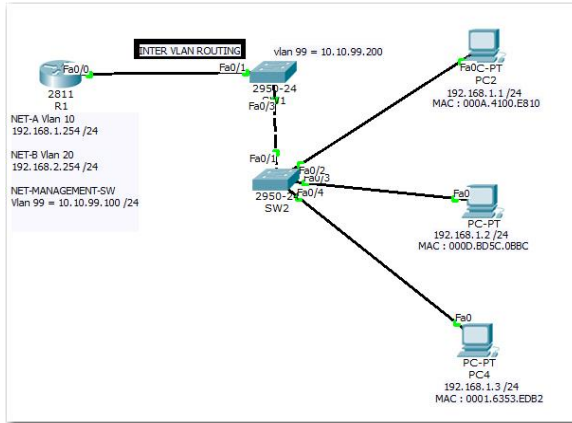 INTER VLAN ROUTING
vlan 99 = 10.10.99.200
Fa0/0
Fa0/1
2811
R1
2950-24
Fa0/3
NET-A Vlan 10
192.168.1.254 /24
NET-B Vlan 20
192.168.2.254 /24
NET-MANAGEMENT-SW
Vlan 99 = 10.10.99.100 /24
Fa0/1
Fa0/2
Fa0/3
Fa0/4
SW2
Fa0
C-PT
PC2
192.168.1.1 /24
MAC : 000A.4100.E810
Fa0
PC-PT
192.168.1.2 /24
MAC : 000D.BD5C.0BBC
Fa0
PC-PT
PC4
192.168.1.3 /24
MAC : 0001.6353.EDB2